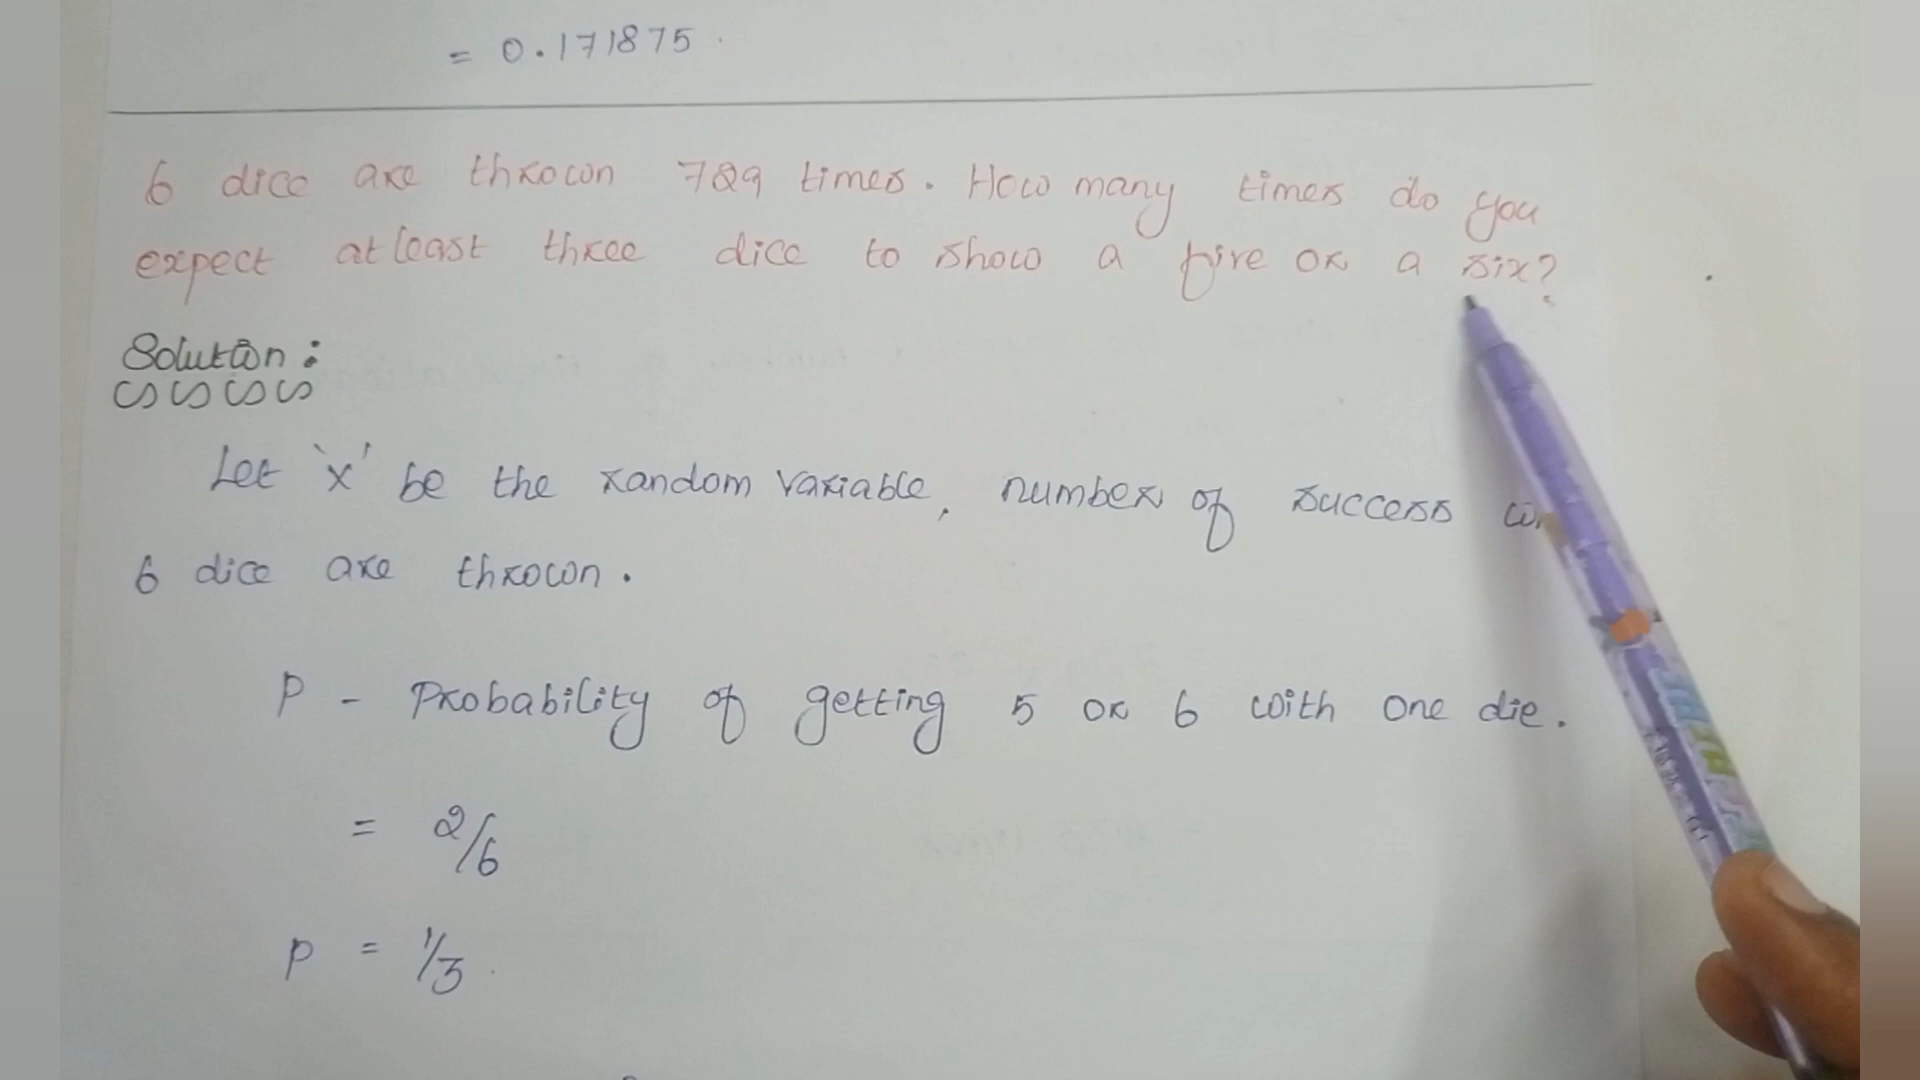 = 0.171875
6 dice are thrown 729 times. How many times do you
expect atleast three dice to show a five or a six?
Solution :
Let 'x' be the random variable, number of success
6 dice are thrown.
P - Probability of getting 5 or 6 with one die.
= 2/6
P = 1/3